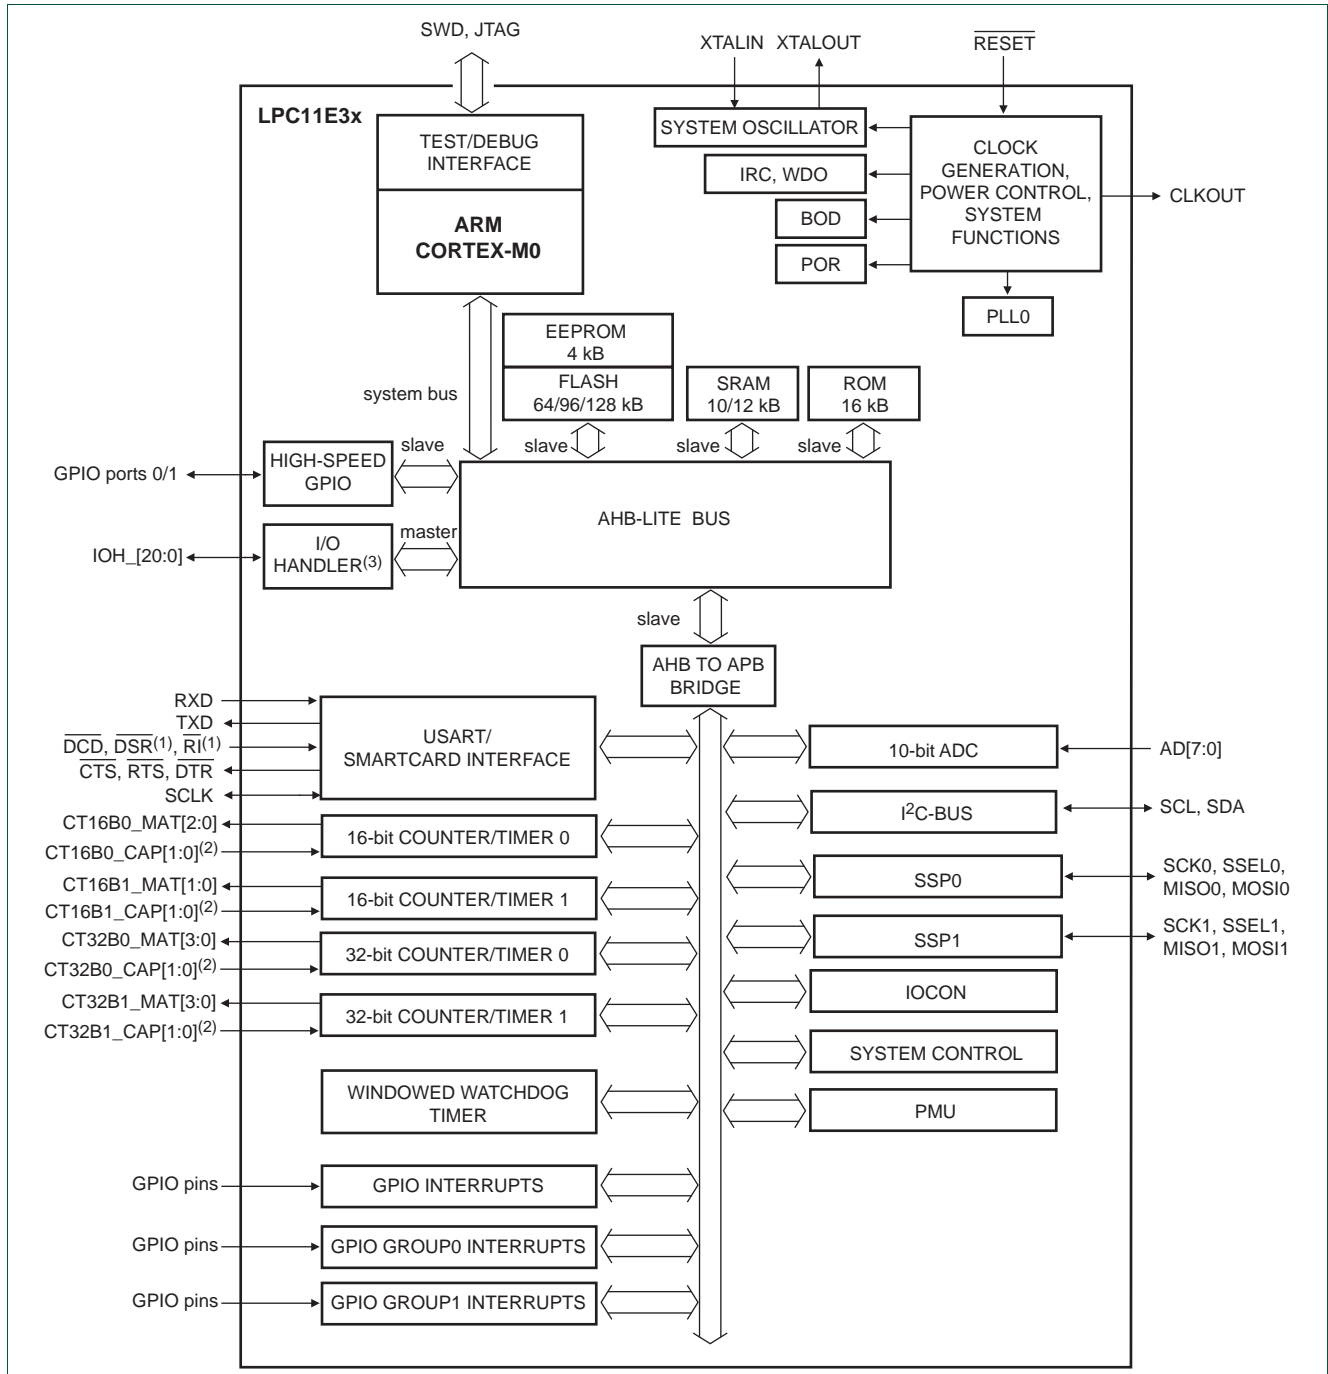 SWD, JTAG
XTALIN XTALOUT
RESET
LPC11E3x
TEST/DEBUG
INTERFACE
ARM
CORTEX-M0
SYSTEM OSCILLATOR
IRC, WDO
BOD
POR
CLOCK
GENERATION,
POWER CONTROL,
SYSTEM
FUNCTIONS
CLKOUT
PLL0
system bus
EEPROM
4 kB
FLASH
64/96/128 kB
SRAM
10/12 kB
ROM
16 kB
slave
slave
slave
slave
GPIO ports 0/1
HIGH-SPEED
GPIO
AHB-LITE BUS
IOH_[20:0]
I/O
HANDLER(3)
master
slave
AHB TO APB
BRIDGE
RXD
TXD
DCD, DSR(1), RI(1)
CTS, RTS, DTR
SCLK
USART/
SMARTCARD INTERFACE
10-bit ADC
AD[7:0]
I2C-BUS
SCL, SDA
CT16B0_MAT[2:0]
CT16B0_CAP[1:0](2)
16-bit COUNTER/TIMER 0
SSP0
SCK0, SSEL0,
MISO0, MOSI0
CT16B1_MAT[1:0]
CT16B1_CAP[1:0](2)
16-bit COUNTER/TIMER 1
SSP1
SCK1, SSEL1,
MISO1, MOSI1
CT32B0_MAT[3:0]
CT32B0_CAP[1:0](2)
32-bit COUNTER/TIMER 0
IOCON
CT32B1_MAT[3:0]
CT32B1_CAP[1:0](2)
32-bit COUNTER/TIMER 1
SYSTEM CONTROL
WINDOWED WATCHDOG
TIMER
PMU
GPIO pins
GPIO INTERRUPTS
GPIO pins
GPIO GROUP0 INTERRUPTS
GPIO pins
GPIO GROUP1 INTERRUPTS